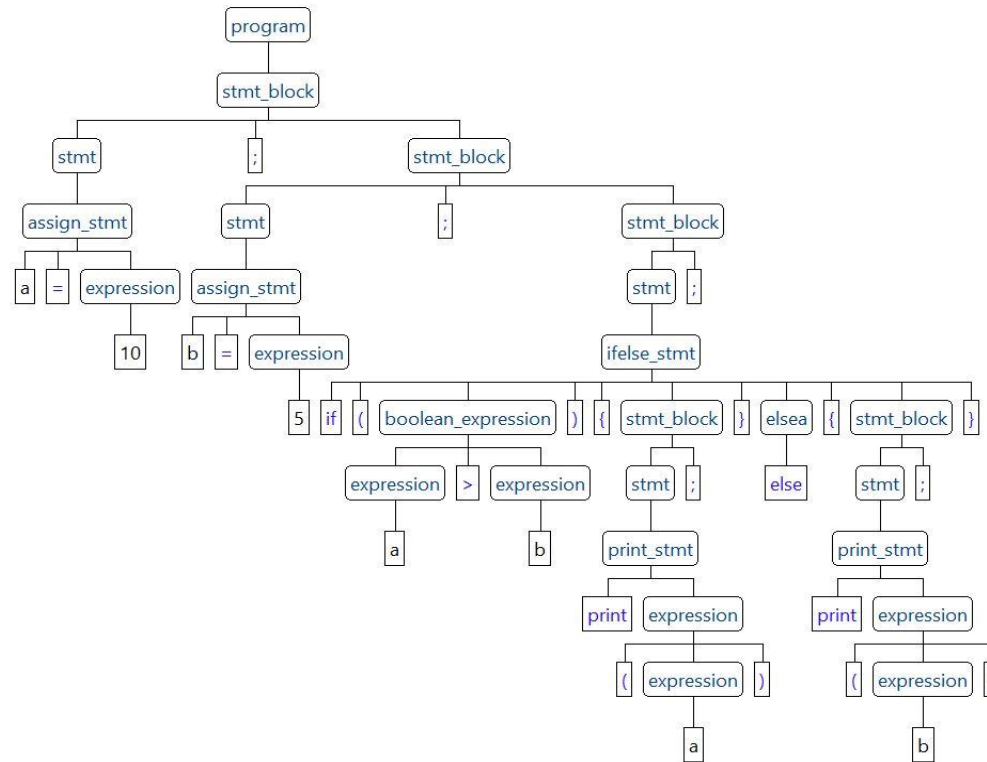 program
stmt_block
stmt ; stmt_block
assign_stmt stmt ; stmt_block
a = expression assign_stmt stmt ;
10 b = expression ifelse_stmt
5 if ( boolean_expression ) { stmt_block } elsea { stmt_block }
expression > expression stmt ; else stmt ;
a b print_stmt print_stmt
print expression print expression
( expression ) ( expression
a b